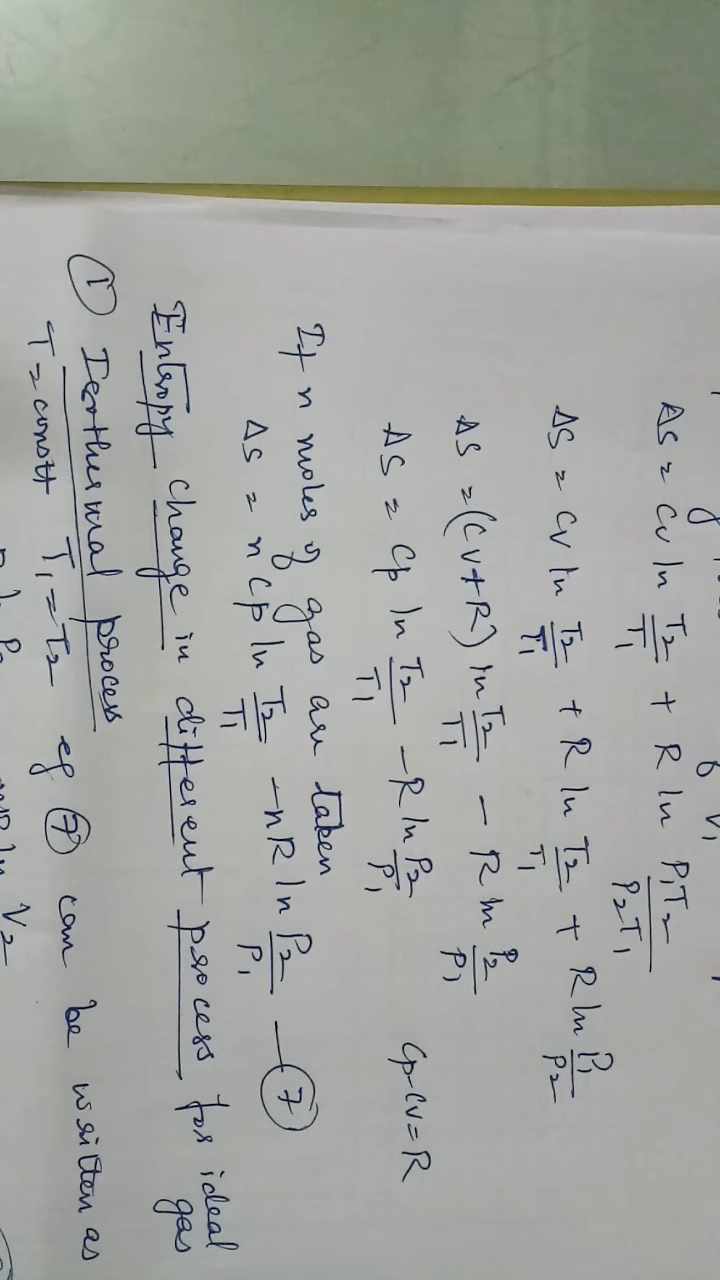 ΔS = Cv ln T2/T1 + R ln P1T2/P2T1
ΔS = Cv ln T2/T1 + R ln T2/T1 + R ln P1/P2
ΔS = (Cv+R) ln T2/T1 - R ln P2/P1
ΔS = Cp ln T2/T1 - R ln P2/P1 Cp-Cv = R
If n moles of gas are taken
ΔS = n Cp ln T2/T1 - nR ln P2/P1 — 7
Entropy change in different process for ideal gas
① Isothermal process
T = constt T1 = T2 eq ⑦ can be written as